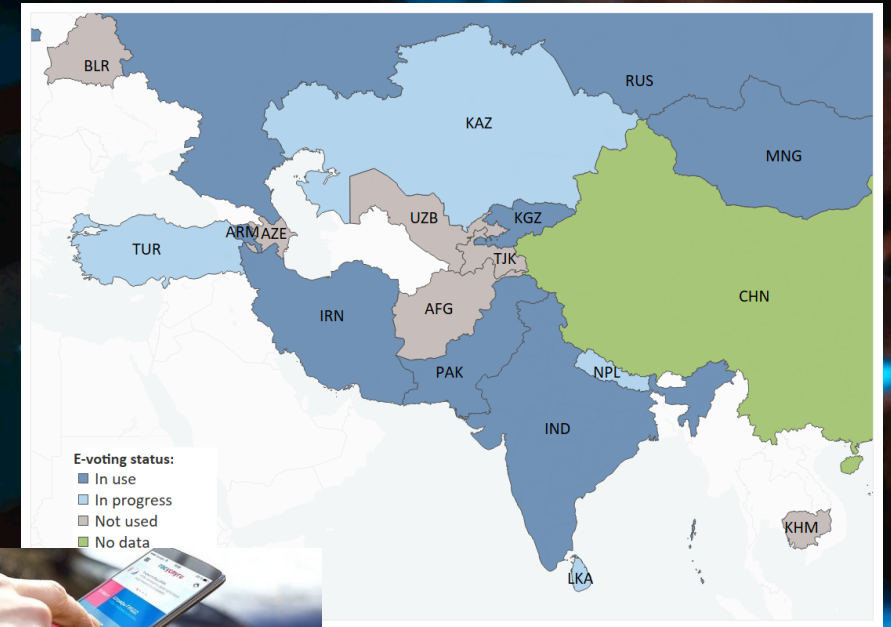 BLR
RUS
KAZ
MNG
UZB
KGZ
ARM
AZE
TUR
TJK
CHN
IRN
AFG
PAK
NPL
IND
E-voting status:
In use
In progress
Not used
No data
KHM
LKA
госуслуги